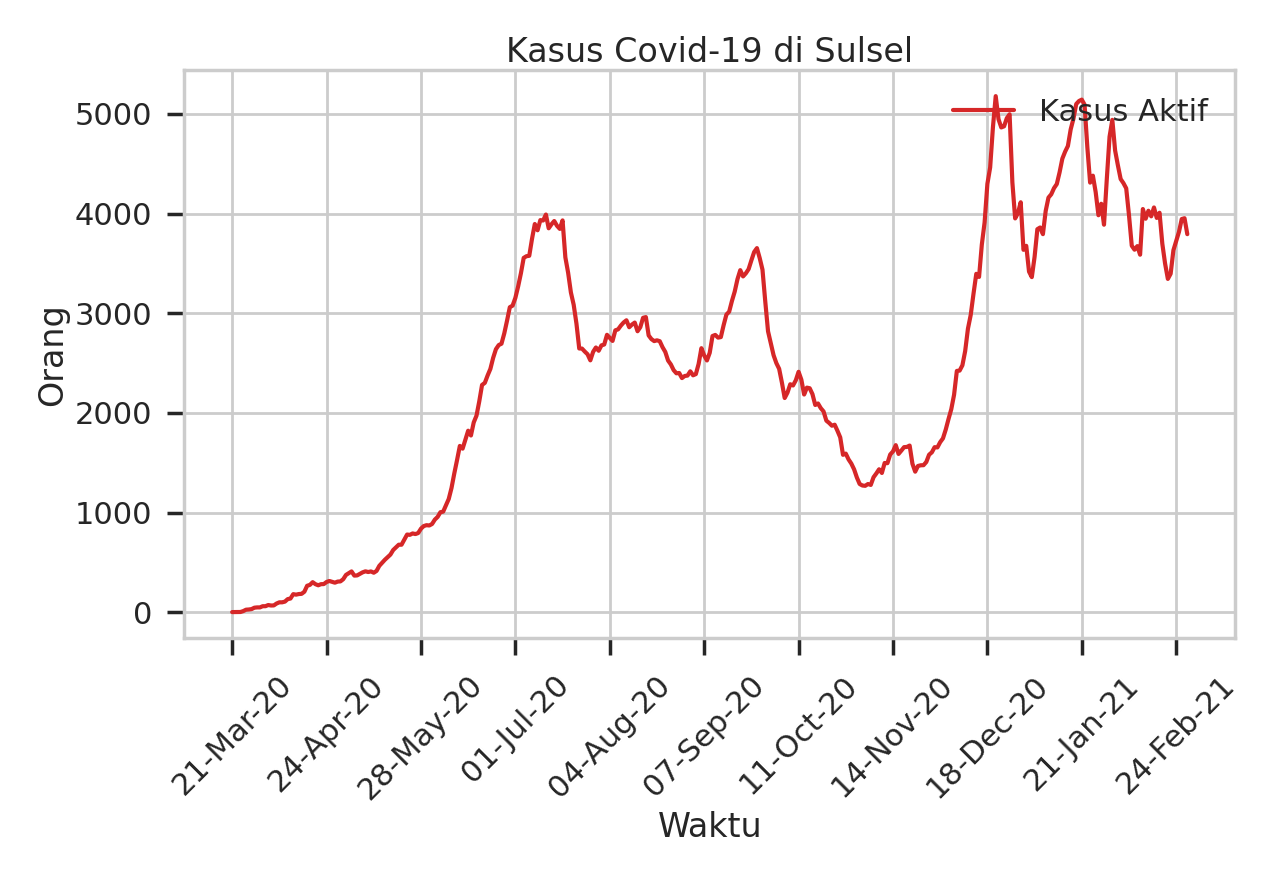 Kasus Covid-19 di Sulsel
Kasus Aktif
Orang
5000
4000
3000
2000
1000
0
21-Mar-20
24-Apr-20
28-May-20
01-Jul-20
04-Aug-20
07-Sep-20
11-Oct-20
14-Nov-20
18-Dec-20
21-Jan-21
24-Feb-21
Waktu